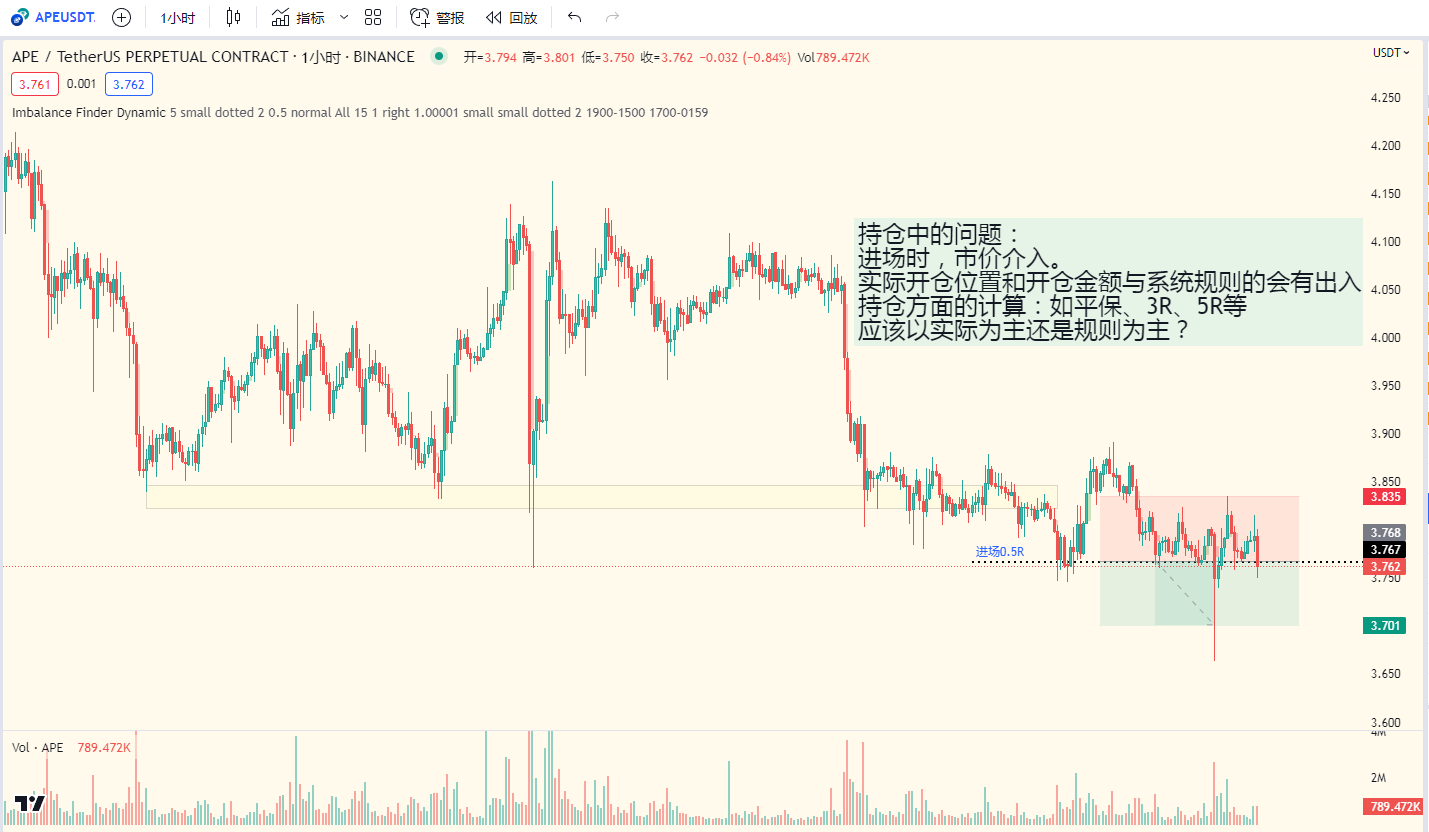 APEUSDT. 1小时 指标 警报 回放
APE / TetherUS PERPETUAL CONTRACT · 1小时 · BINANCE 开=3.794 高=3.801 低=3.750 收=3.762 −0.032 (−0.84%) Vol789.472K
USDT
3.761 0.001 3.762
Imbalance Finder Dynamic 5 small dotted 2 0.5 normal All 15 1 right 1.00001 small small dotted 2 1900-1500 1700-0159
4.250
4.200
4.150
4.100
4.050
4.000
3.950
3.900
3.850
3.835
3.768
3.767
3.762
3.750
3.701
3.650
3.600
持仓中的问题：
进场时，市价介入。
实际开仓位置和开仓金额与系统规则的会有出入
持仓方面的计算：如平保、3R、5R等
应该以实际为主还是规则为主？
进场0.5R
Vol · APE 789.472K
4M
2M
789.472K